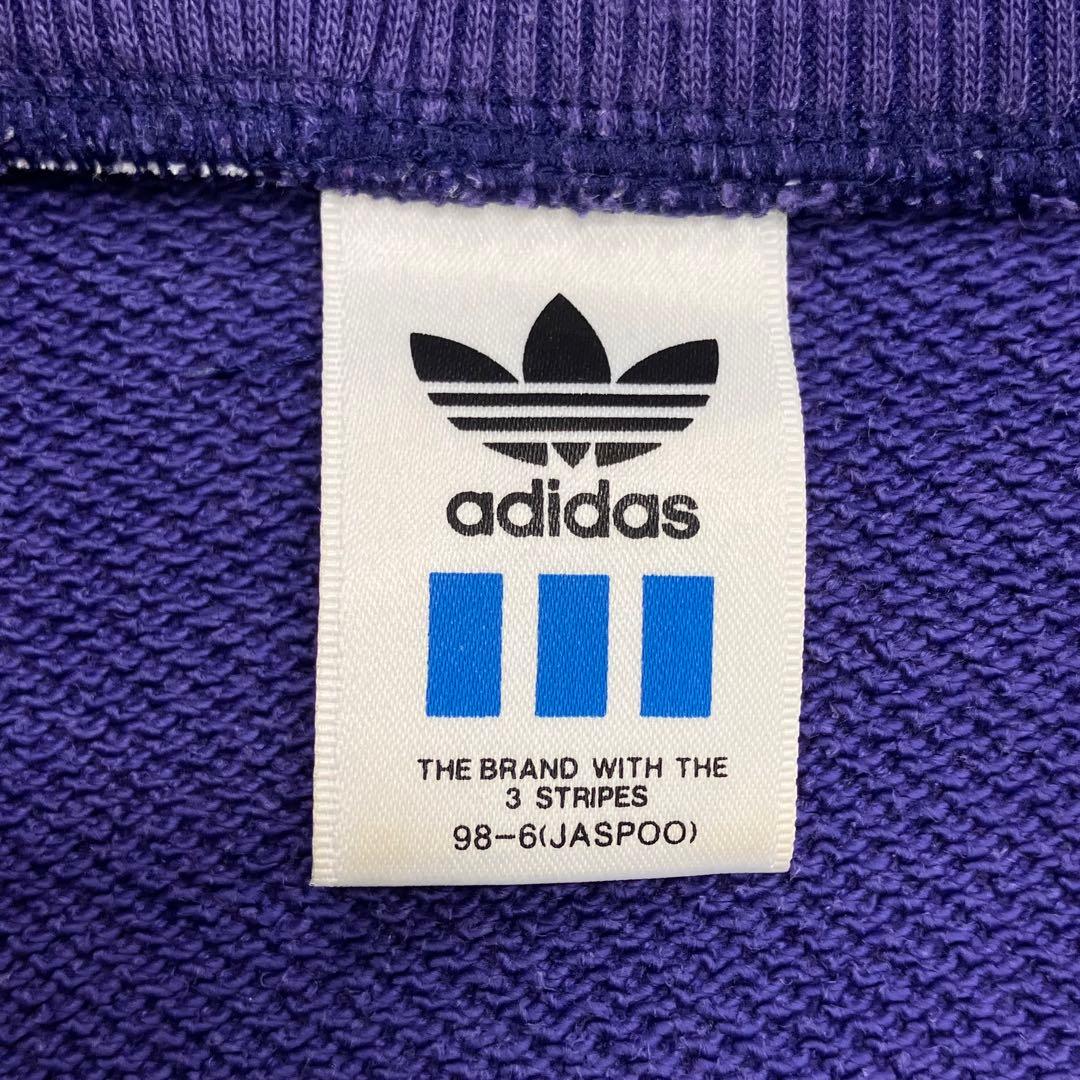 adidas
THE BRAND WITH THE
3 STRIPES
98-6(JASPOO)